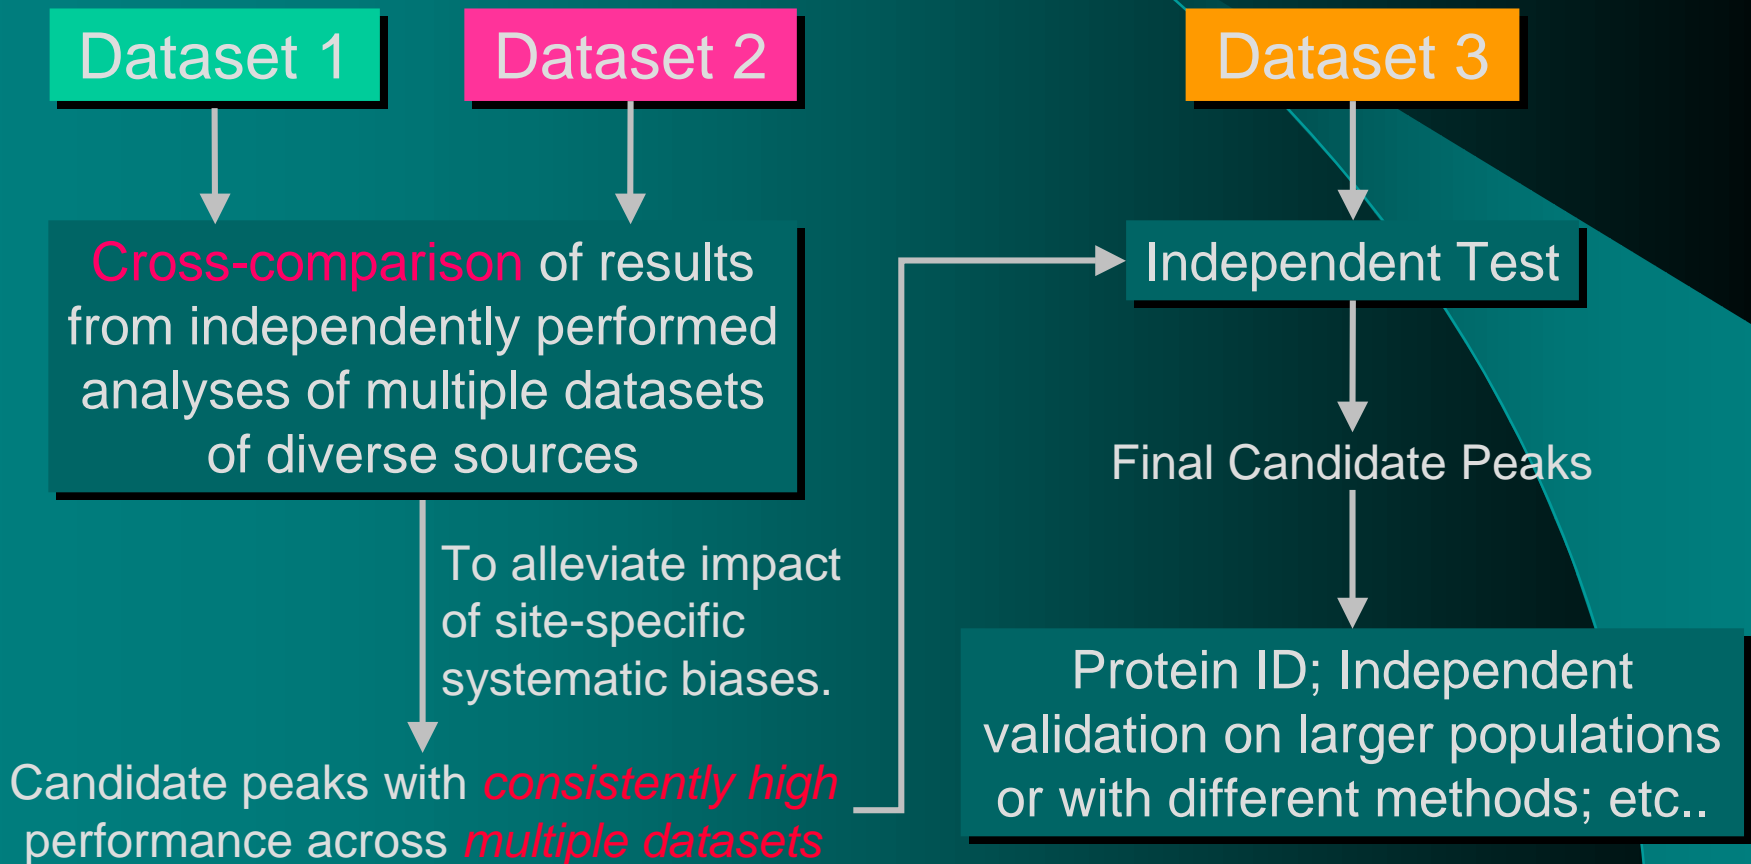 Dataset 1
Dataset 2
Dataset 3
Cross-comparison of results
from independently performed
analyses of multiple datasets
of diverse sources
To alleviate impact
of site-specific
systematic biases.
Candidate peaks with consistently high
performance across multiple datasets
Independent Test
Final Candidate Peaks
Protein ID; Independent
validation on larger populations
or with different methods; etc..